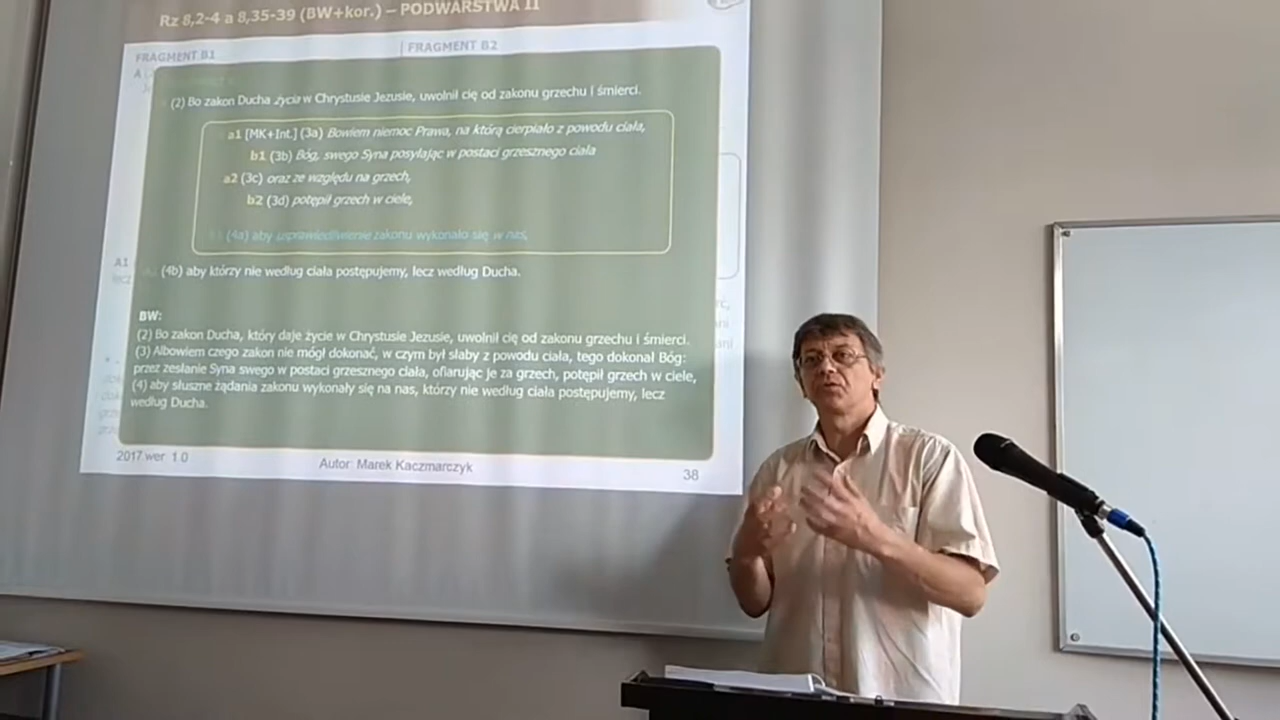 Rz 8,2-4 a 8,35-39 (BW+kor.) – PODWARSTWA II
FRAGMENT B1 FRAGMENT B2
A
(2) Bo zakon Ducha życia w Chrystusie Jezusie, uwolnił cię od zakonu grzechu i śmierci.
a1 [MK+Int.] (3a) Bowiem niemoc Prawa, na którą cierpiało z powodu ciała,
b1 (3b) Bóg, swego Syna posyłając w postaci grzesznego ciała
a2 (3c) oraz ze względu na grzech,
b2 (3d) potępił grzech w ciele,
(4a) aby usprawiedliwienie zakonu wykonało się w nas,
A1
(4b) aby którzy nie według ciała postępujemy, lecz według Ducha.
BW:
(2) Bo zakon Ducha, który daje życie w Chrystusie Jezusie, uwolnił cię od zakonu grzechu i śmierci.
(3) Albowiem czego zakon nie mógł dokonać, w czym był słaby z powodu ciała, tego dokonał Bóg:
przez zesłanie Syna swego w postaci grzesznego ciała, ofiarując je za grzech, potępił grzech w ciele,
(4) aby słuszne żądania zakonu wykonały się na nas, którzy nie według ciała postępujemy, lecz
według Ducha.
2017 wer. 1.0 Autor: Marek Kaczmarczyk 38